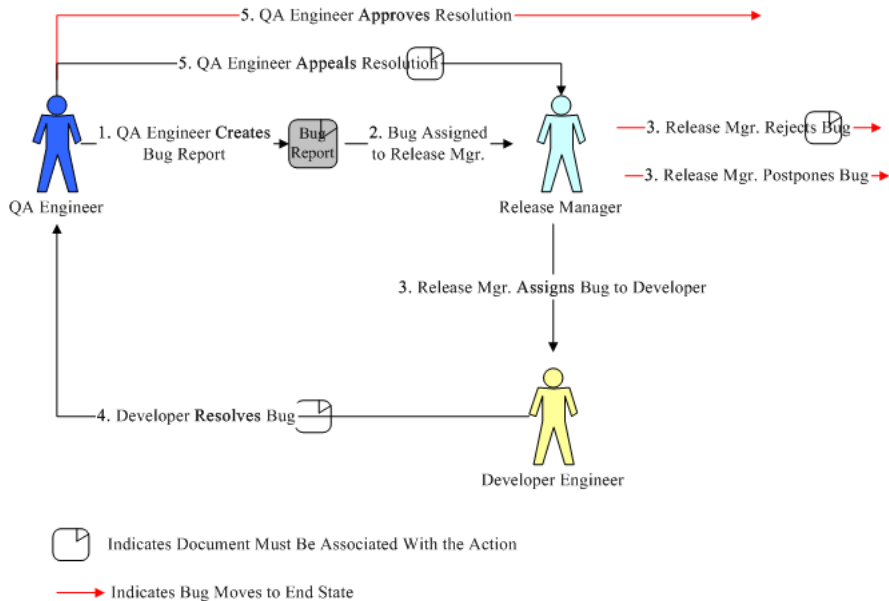 5. QA Engineer Approves Resolution
5. QA Engineer Appeals Resolution
1. QA Engineer Creates
Bug Report
Bug
Report
2. Bug Assigned
to Release Mgr.
3. Release Mgr. Rejects Bug
3. Release Mgr. Postpones Bug
QA Engineer
Release Manager
3. Release Mgr. Assigns Bug to Developer
4. Developer Resolves Bug
Developer Engineer
Indicates Document Must Be Associated With the Action
Indicates Bug Moves to End State